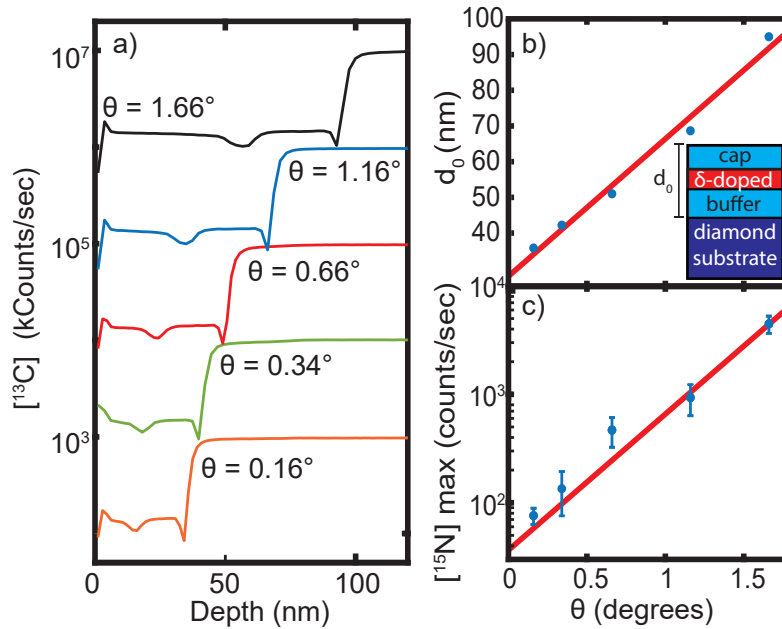 a)
[¹³C] (kCounts/sec)
10⁷
10⁵
10³
θ = 1.66°
θ = 1.16°
θ = 0.66°
θ = 0.34°
θ = 0.16°
0
50
100
Depth (nm)
b)
d₀ (nm)
100
90
80
70
60
50
40
d₀
cap
δ-doped
buffer
diamond
substrate
c)
[¹⁵N] max (counts/sec)
10⁴
10³
10²
0
0.5
1.0
1.5
θ (degrees)